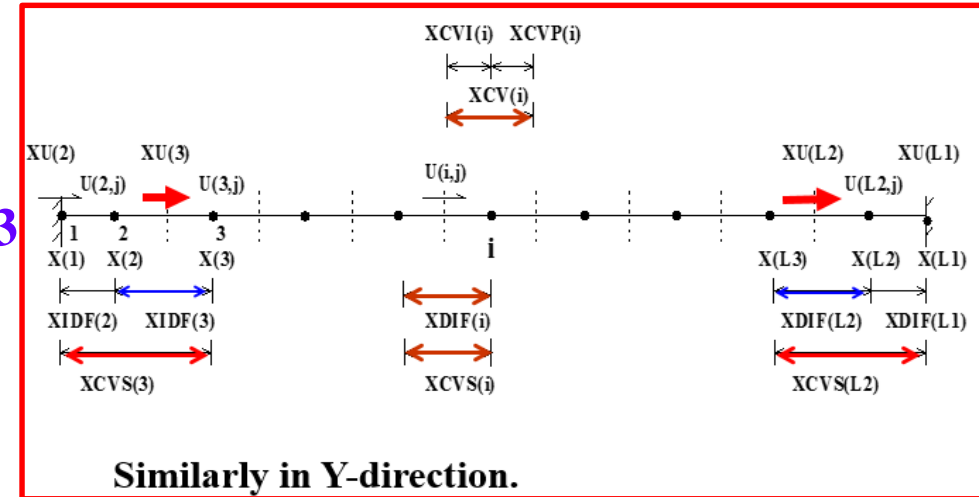 XCVI(i) XCVP(i)
XCV(i)
XU(2) XU(3) U(i,j) XU(L2) XU(L1)
U(2,j) U(3,j) U(L2,j)
3
1 2 3 i
X(1) X(2) X(3) X(L3) X(L2) X(L1)
XIDF(2) XIDF(3) XDIF(i) XDIF(L2) XDIF(L1)
XCVS(3) XCVS(i) XCVS(L2)
Similarly in Y-direction.